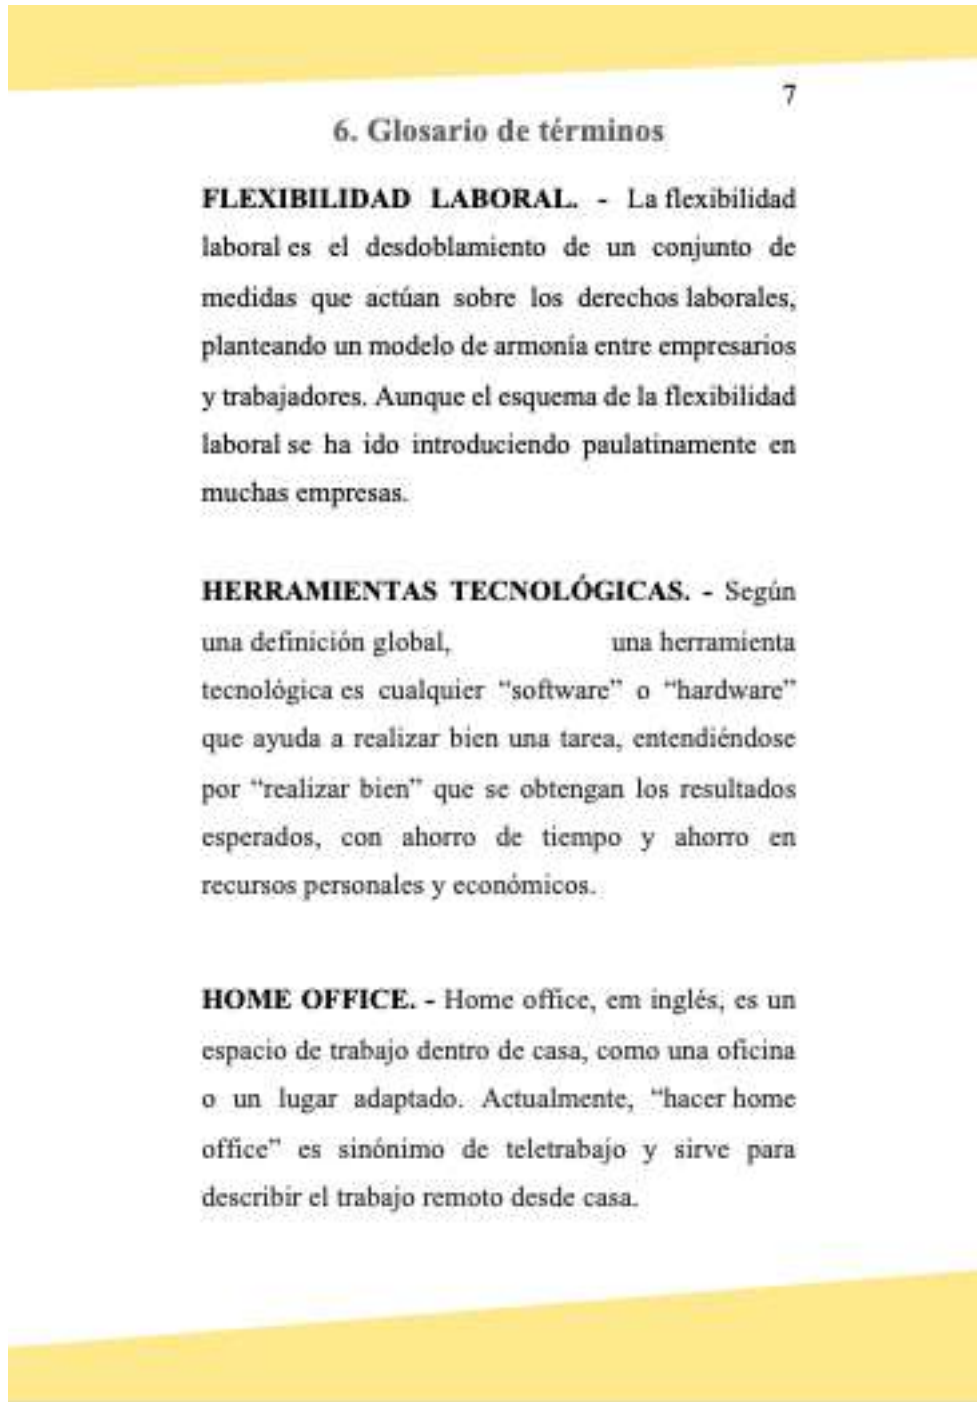 7
6. Glosario de términos
FLEXIBILIDAD LABORAL. - La flexibilidad
laboral es el desdoblamiento de un conjunto de
medidas que actúan sobre los derechos laborales,
planteando un modelo de armonía entre empresarios
y trabajadores. Aunque el esquema de la flexibilidad
laboral se ha ido introduciendo paulatinamente en
muchas empresas.
HERRAMIENTAS TECNOLÓGICAS. - Según
una definición global, una herramienta
tecnológica es cualquier “software” o “hardware”
que ayuda a realizar bien una tarea, entendiéndose
por “realizar bien” que se obtengan los resultados
esperados, con ahorro de tiempo y ahorro en
recursos personales y económicos.
HOME OFFICE. - Home office, em inglés, es un
espacio de trabajo dentro de casa, como una oficina
o un lugar adaptado. Actualmente, “hacer home
office” es sinónimo de teletrabajo y sirve para
describir el trabajo remoto desde casa.